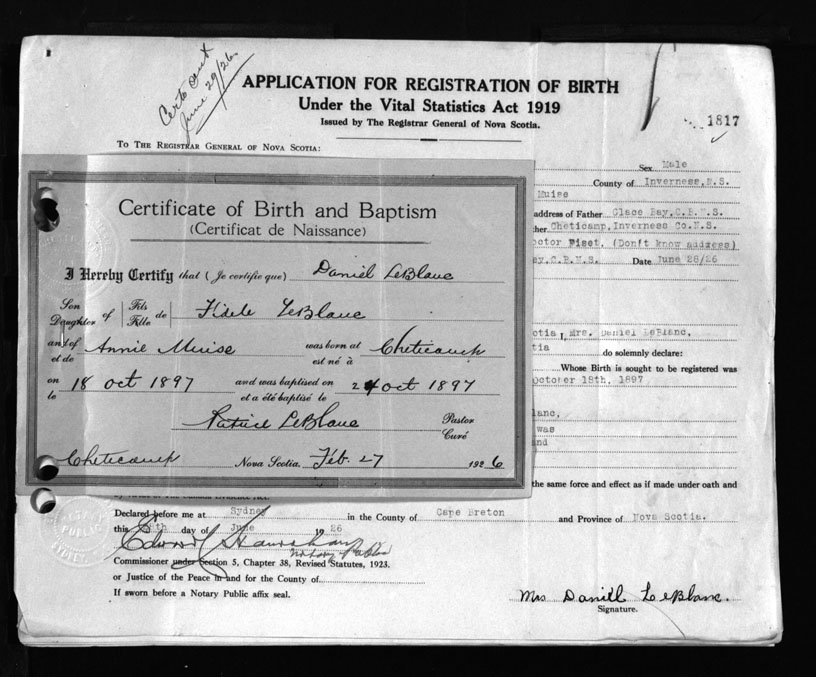 Certs out
June 29/26
APPLICATION FOR REGISTRATION OF BIRTH
Under the Vital Statistics Act 1919
Issued by The Registrar General of Nova Scotia.
1817
To The Registrar General of Nova Scotia:
Sex Male
County of Inverness, N.S.
Muise
address of Father Glace Bay, C.B.N.S.
her Cheticamp, Inverness Co.N.S.
octor Fiset, (Don't know address)
ay, C.B.N.S. Date June 28/26
Certificate of Birth and Baptism
(Certificat de Naissance)
I Hereby Certify that (Je certifie que) Daniel LeBlanc
Son Daughter of Fils Fille de Fidele LeBlanc
and of et de Annie Muise was born at est né à Cheticamp
on le 18 oct 1897 and was baptised on et a été baptisé le 24 oct 1897
Patrice LeBlanc Pastor Curé
Cheticamp Nova Scotia, Feb. 27 1926
otia, Mrs. Daniel LeBlanc,
tia do solemnly declare:
Whose Birth is sought to be registered was
October 18th, 1897
lanc,
was
nd
the same force and effect as if made under oath and
Declared before me at Sydney in the County of Cape Breton and Province of Nova Scotia.
this day of June 1926
Edward
Notary Public
Commissioner under Section 5, Chapter 38, Revised Statutes, 1923.
or Justice of the Peace in and for the County of
If sworn before a Notary Public affix seal.
Mrs Daniel LeBlanc.
Signature.